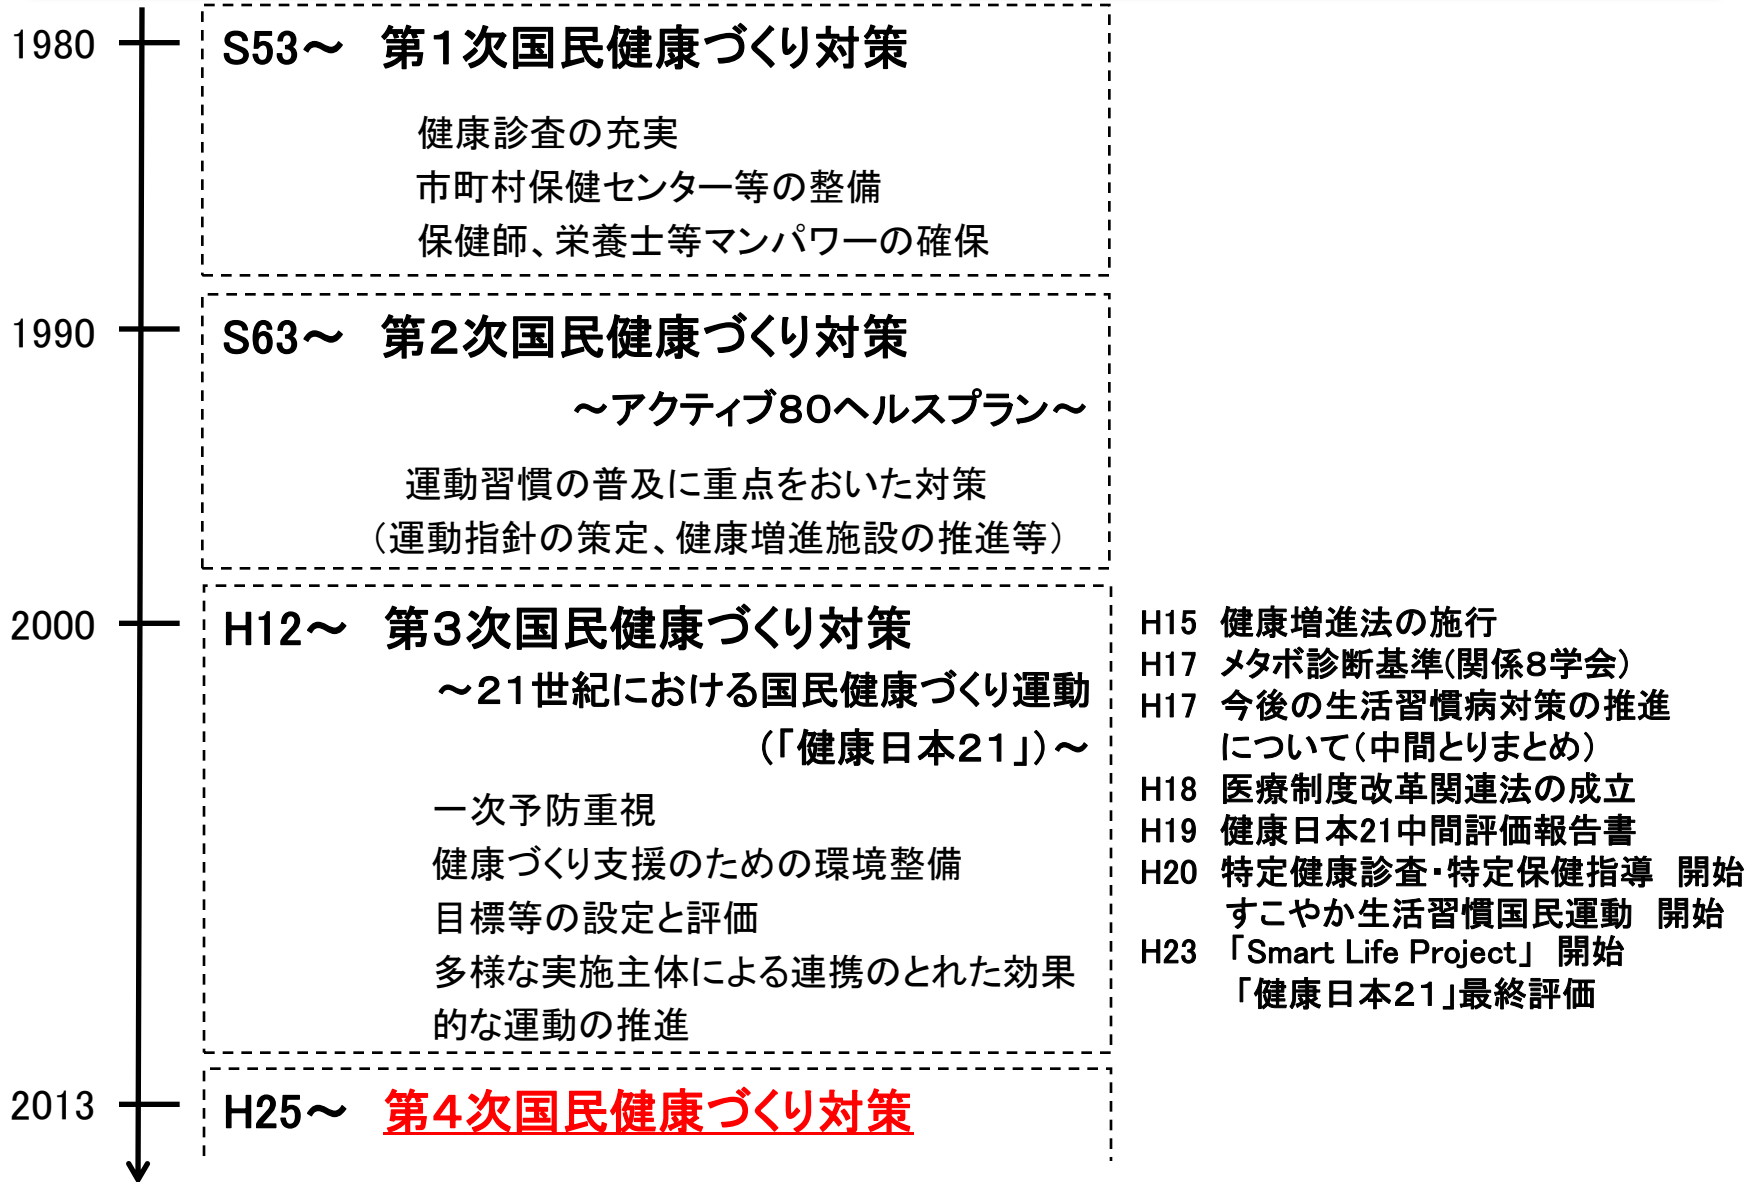 1980
S53～ 第１次国民健康づくり対策
健康診査の充実
市町村保健センター等の整備
保健師、栄養士等マンパワーの確保
1990
S63～ 第２次国民健康づくり対策
～アクティブ８０ヘルスプラン～
運動習慣の普及に重点をおいた対策
（運動指針の策定、健康増進施設の推進等）
2000
H12～ 第３次国民健康づくり対策
～２１世紀における国民健康づくり運動
（「健康日本２１」）～
一次予防重視
健康づくり支援のための環境整備
目標等の設定と評価
多様な実施主体による連携のとれた効果
的な運動の推進
H15 健康増進法の施行
H17 メタボ診断基準(関係８学会）
H17 今後の生活習慣病対策の推進
について（中間とりまとめ）
H18 医療制度改革関連法の成立
H19 健康日本21中間評価報告書
H20 特定健康診査・特定保健指導　開始
すこやか生活習慣国民運動　開始
H23 「Smart Life Project」 開始
「健康日本２１」最終評価
2013
H25～ 第４次国民健康づくり対策